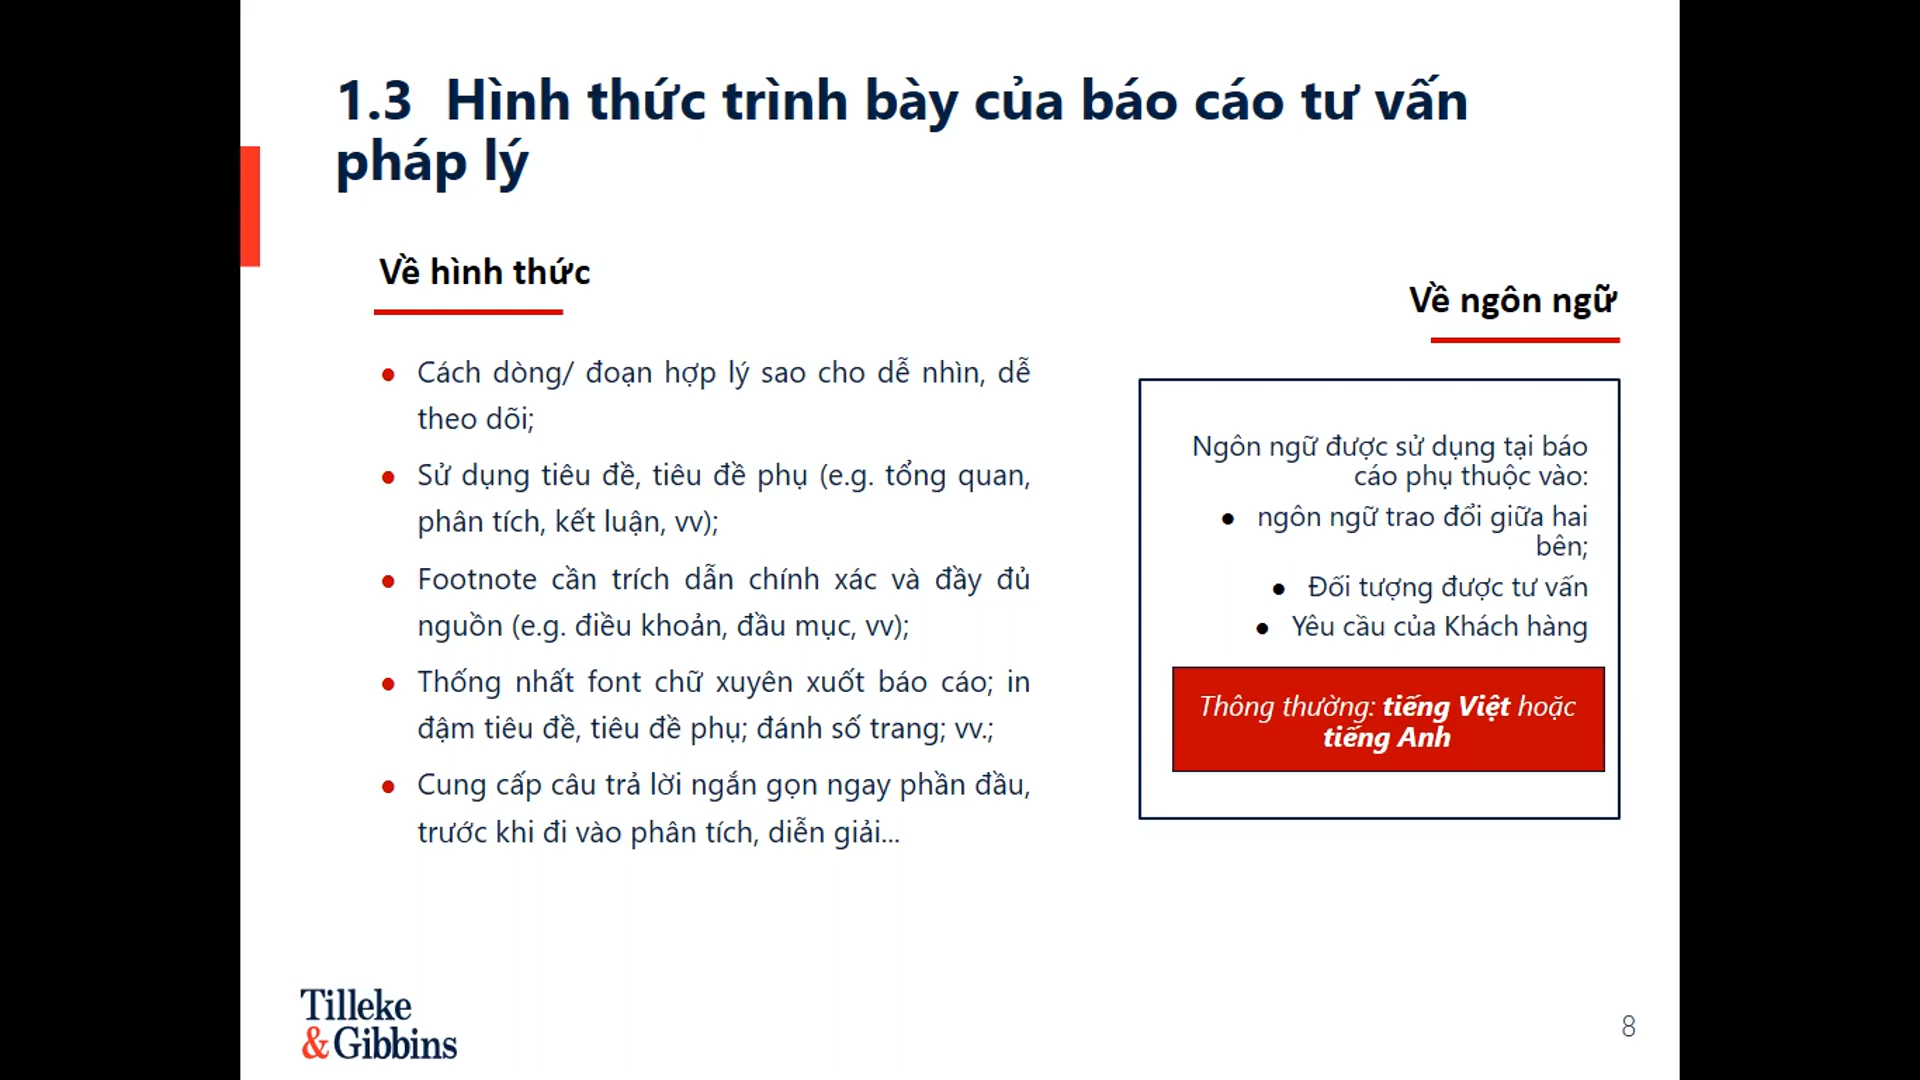 1.3 Hình thức trình bày của báo cáo tư vấn
pháp lý
Về hình thức
Cách dòng/ đoạn hợp lý sao cho dễ nhìn, dễ
theo dõi;
Sử dụng tiêu đề, tiêu đề phụ (e.g. tổng quan,
phân tích, kết luận, vv);
Footnote cần trích dẫn chính xác và đầy đủ
nguồn (e.g. điều khoản, đầu mục, vv);
Thống nhất font chữ xuyên xuốt báo cáo; in
đậm tiêu đề, tiêu đề phụ; đánh số trang; vv.;
Cung cấp câu trả lời ngắn gọn ngay phần đầu,
trước khi đi vào phân tích, diễn giải...
Về ngôn ngữ
Ngôn ngữ được sử dụng tại báo
cáo phụ thuộc vào:
ngôn ngữ trao đổi giữa hai
bên;
Đối tượng được tư vấn
Yêu cầu của Khách hàng
Thông thường: tiếng Việt hoặc
tiếng Anh
Tilleke
&Gibbins
8